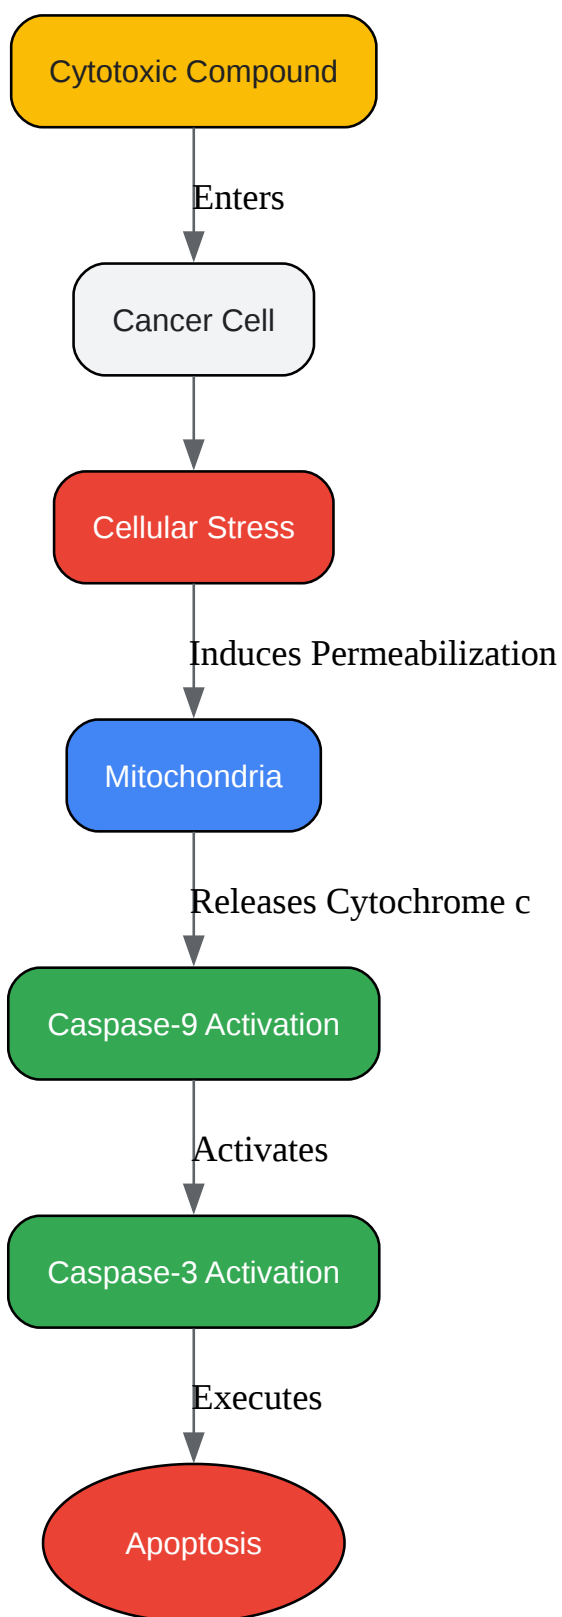 Cytotoxic Compound
Enters
Cancer Cell
Cellular Stress
Induces Permeabilization
Mitochondria
Releases Cytochrome c
Caspase-9 Activation
Activates
Caspase-3 Activation
Executes
Apoptosis